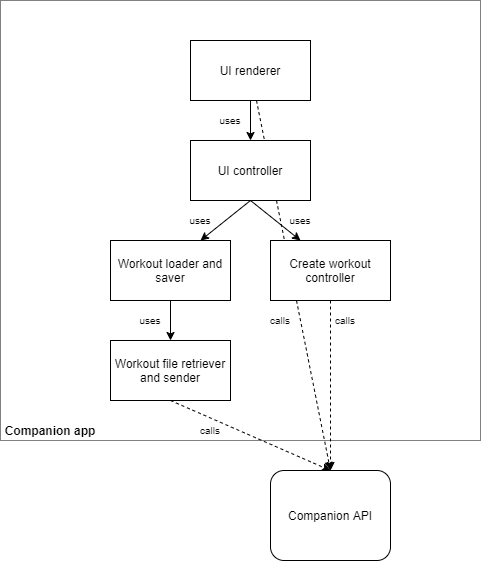 UI renderer
uses
UI controller
uses
uses
Workout loader and
saver
Create workout
controller
uses
calls
calls
Workout file retriever
and sender
calls
Companion app
Companion API